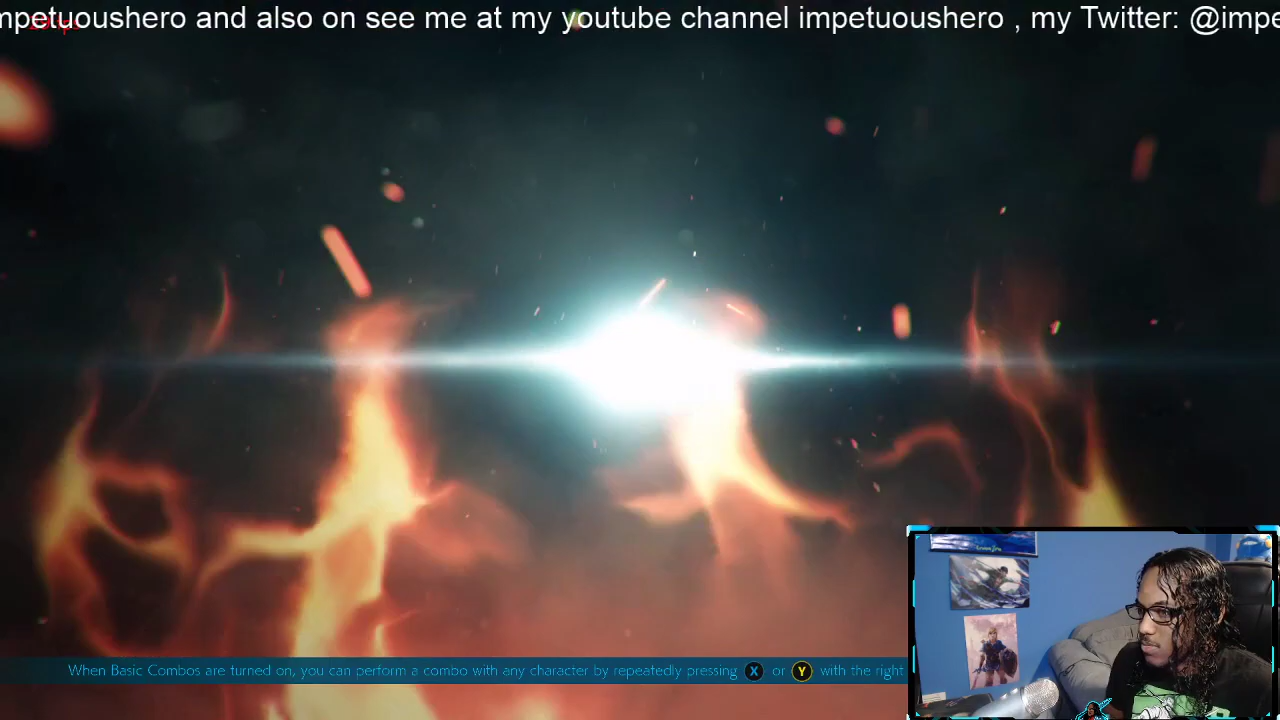 mpetuoushero and also on see me at my youtube channel impetuoushero , my Twitter: @impe
When Basic Combos are turned on, you can perform a combo with any character by repeatedly pressing X or Y with the right